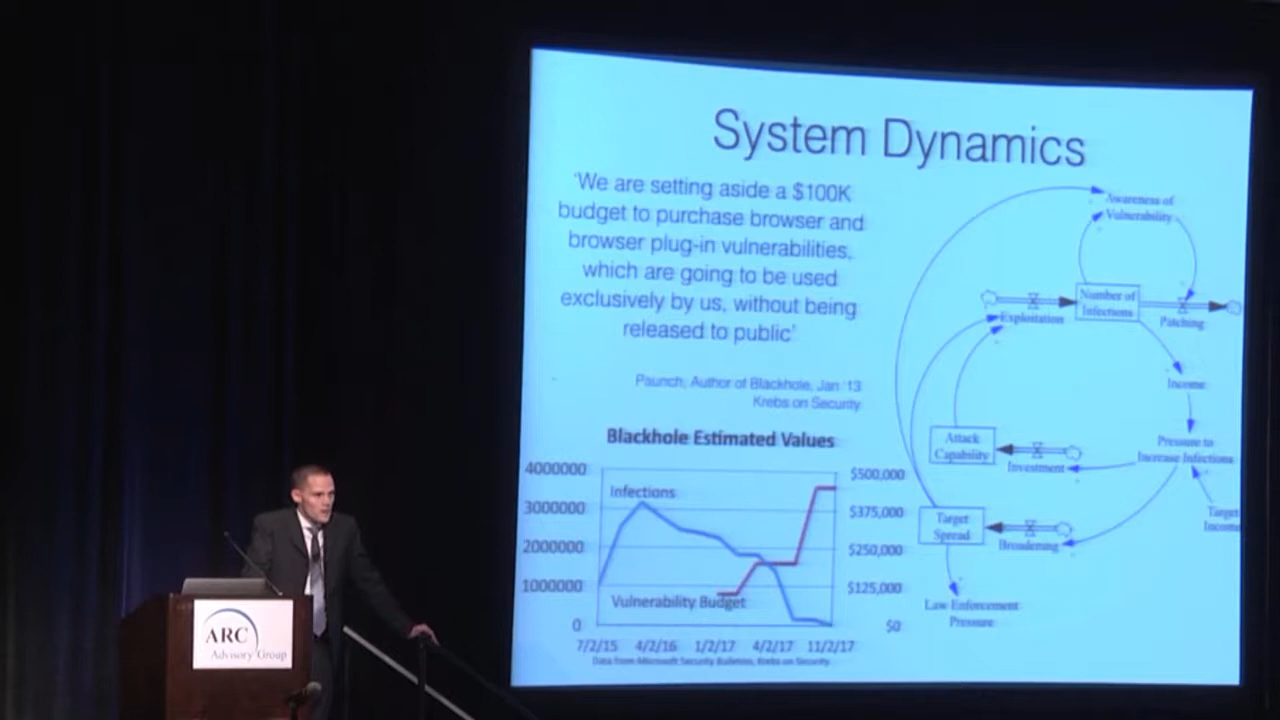 System Dynamics
'We are setting aside a $100K
budget to purchase browser and
browser plug-in vulnerabilities,
which are going to be used
exclusively by us, without being
released to public'
Paunch, Author of Blackhole, Jan '13
Krebs on Security
Blackhole Estimated Values
4000000
3000000
2000000
1000000
0
Infections
Vulnerability Budget
$500,000
$375,000
$250,000
$125,000
$0
7/2/15 4/2/16 1/2/17 4/2/17 11/2/17
Data from Microsoft Security Bulletins, Krebs on Security
Awareness of
Vulnerability
Number of
Infections
Exploitation
Patching
Income
Attack
Capability
Investment
Pressure to
Increase Infections
Target
Income
Target
Spread
Broadening
Law Enforcement
Pressure
ARC
Advisory Group